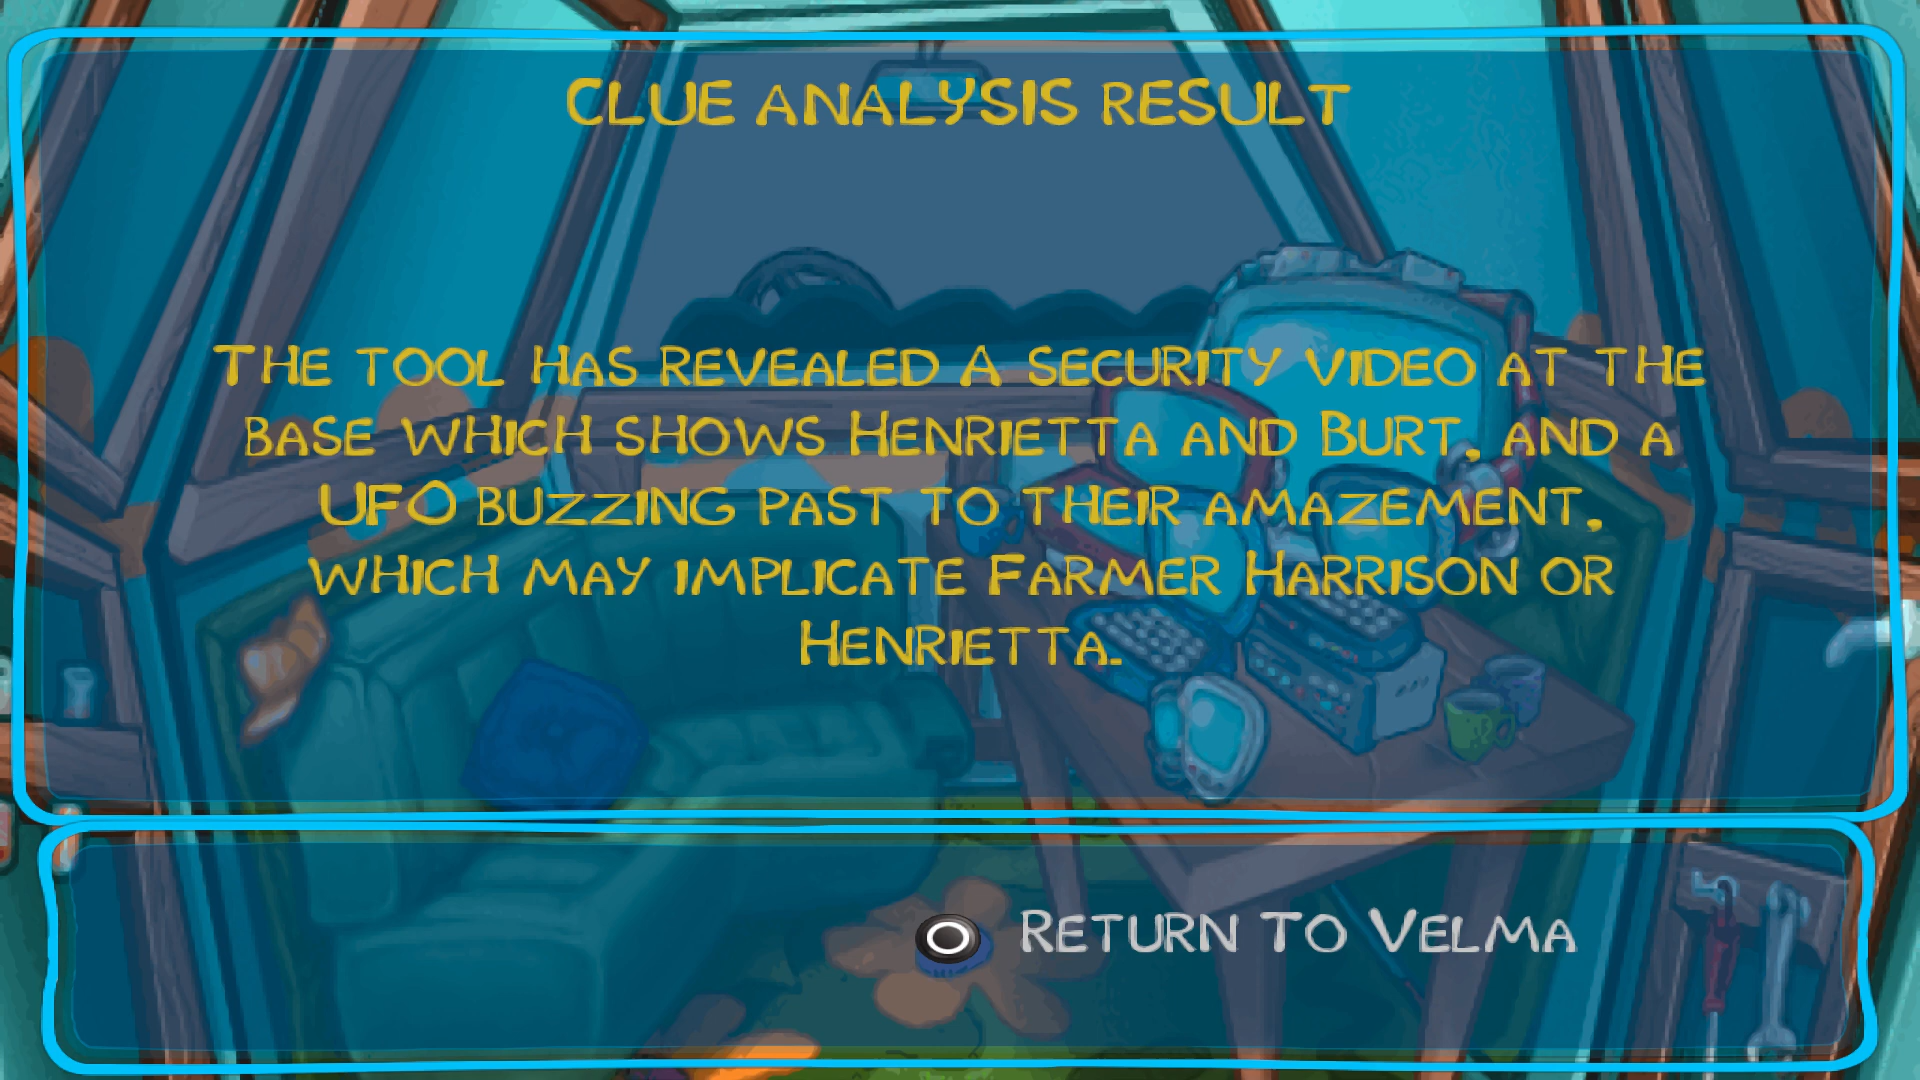 Clue analysis result
The tool has revealed a security video at the
base which shows Henrietta and Burt, and a
UFO buzzing past to their amazement,
which may implicate Farmer Harrison or
Henrietta.
Return to Velma